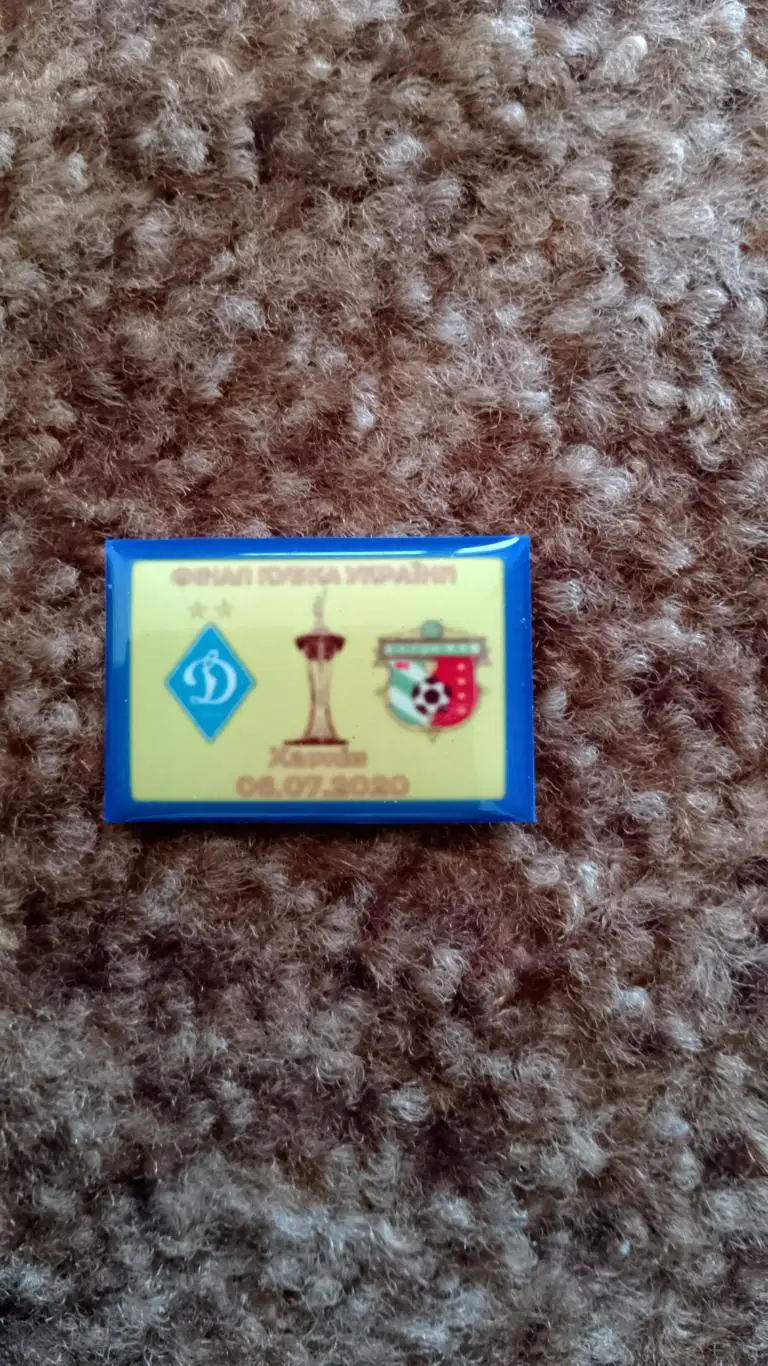 ФІНАЛ КУБКА УКРАЇНИ
Д
Харків
08.07.2020